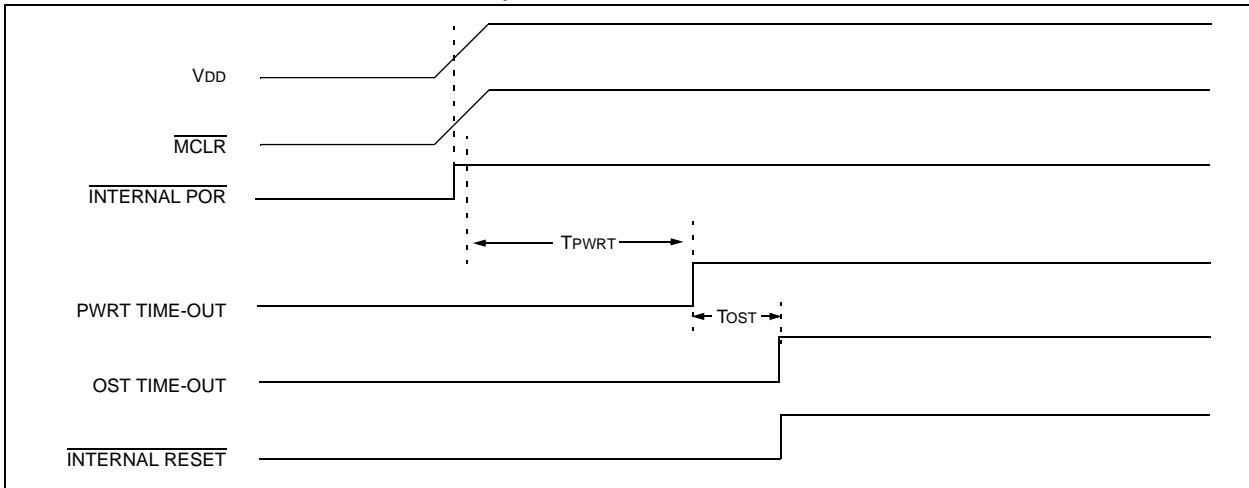 VDD
MCLR
INTERNAL POR
TPWRT
PWRT TIME-OUT
TOST
OST TIME-OUT
INTERNAL RESET